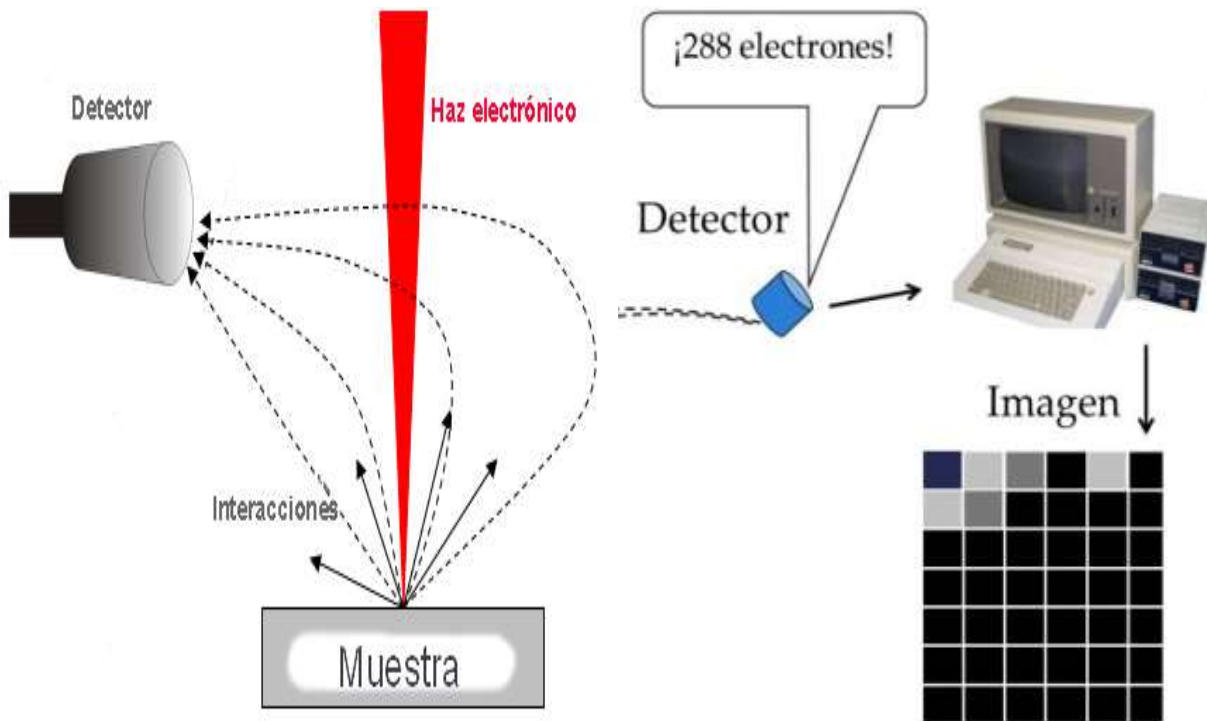 Detector
Haz electrónico
Interacciones
Muestra
¡288 electrones!
Detector
Imagen